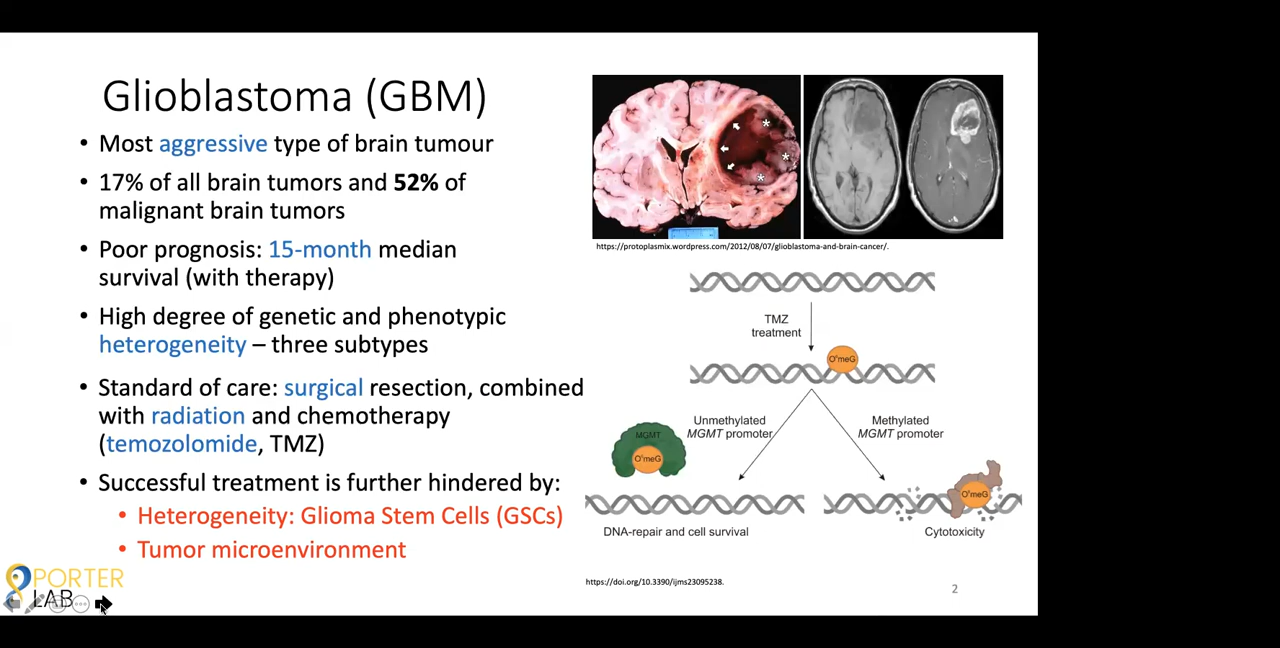 Glioblastoma (GBM)
• Most aggressive type of brain tumour
• 17% of all brain tumors and 52% of
malignant brain tumors
• Poor prognosis: 15-month median
survival (with therapy)
• High degree of genetic and phenotypic
heterogeneity – three subtypes
• Standard of care: surgical resection, combined
with radiation and chemotherapy
(temozolomide, TMZ)
• Successful treatment is further hindered by:
• Heterogeneity: Glioma Stem Cells (GSCs)
• Tumor microenvironment
PORTER
LAB
https://protoplasmix.wordpress.com/2012/08/07/glioblastoma-and-brain-cancer/.
TMZ
treatment
O⁶meG
Unmethylated
MGMT promoter
Methylated
MGMT promoter
MGMT
O⁶meG
O⁶meG
DNA-repair and cell survival
Cytotoxicity
https://doi.org/10.3390/ijms23095238.
2